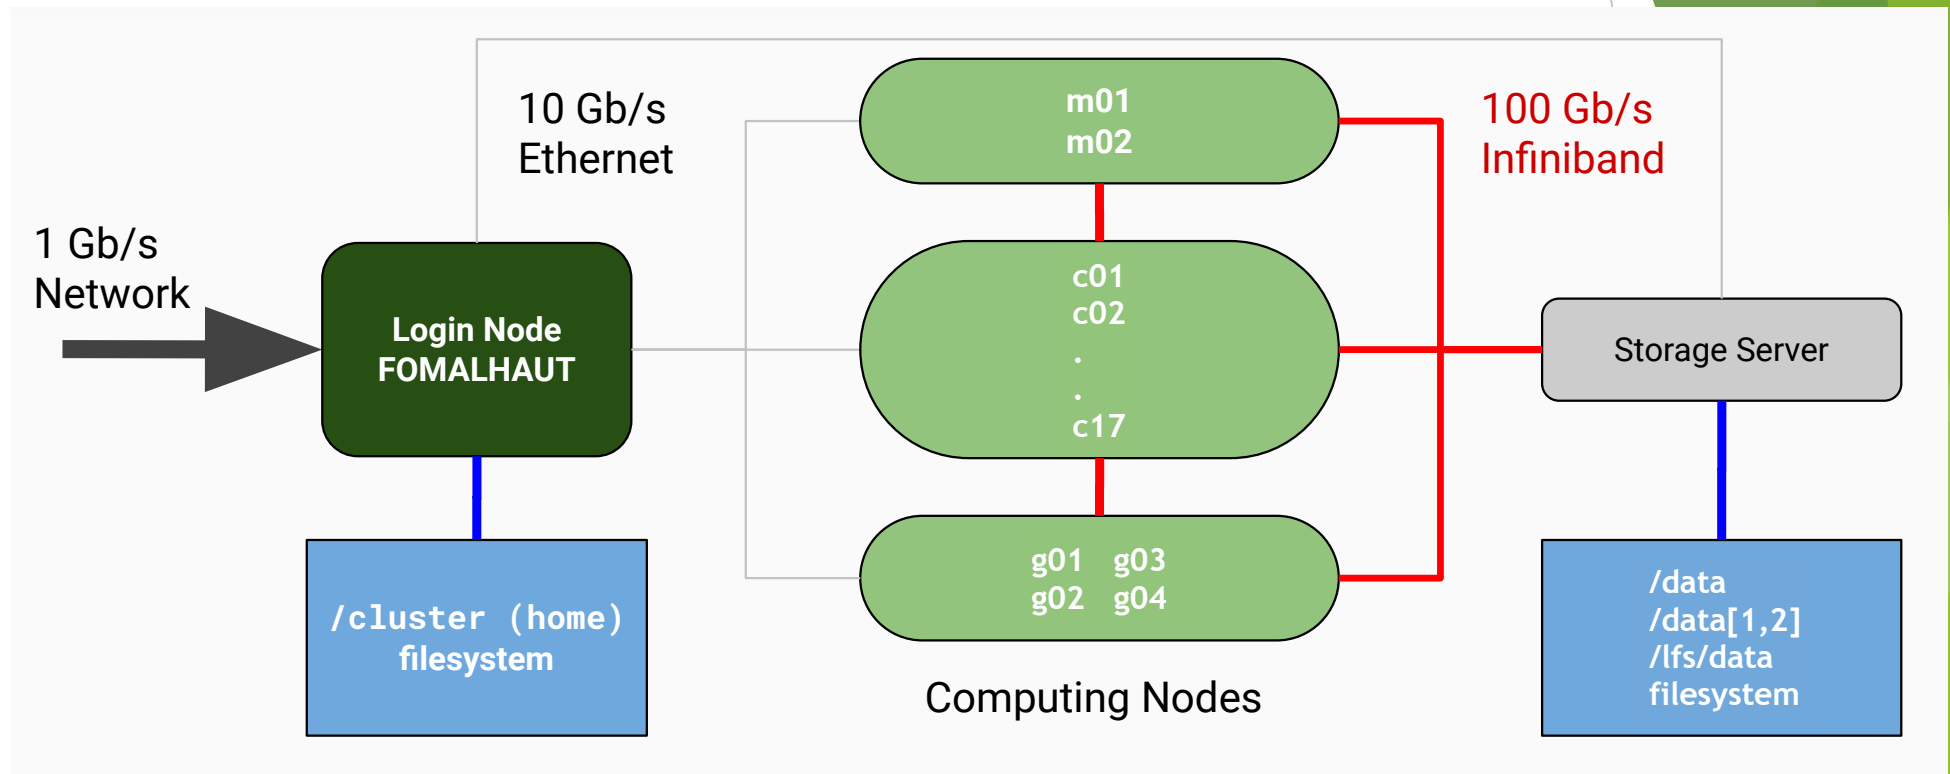 10 Gb/s
Ethernet
m01
m02
100 Gb/s
Infiniband
1 Gb/s
Network
Login Node
FOMALHAUT
c01
c02
.
.
c17
Storage Server
/cluster (home)
filesystem
g01 g03
g02 g04
/data
/data[1,2]
/lfs/data
filesystem
Computing Nodes